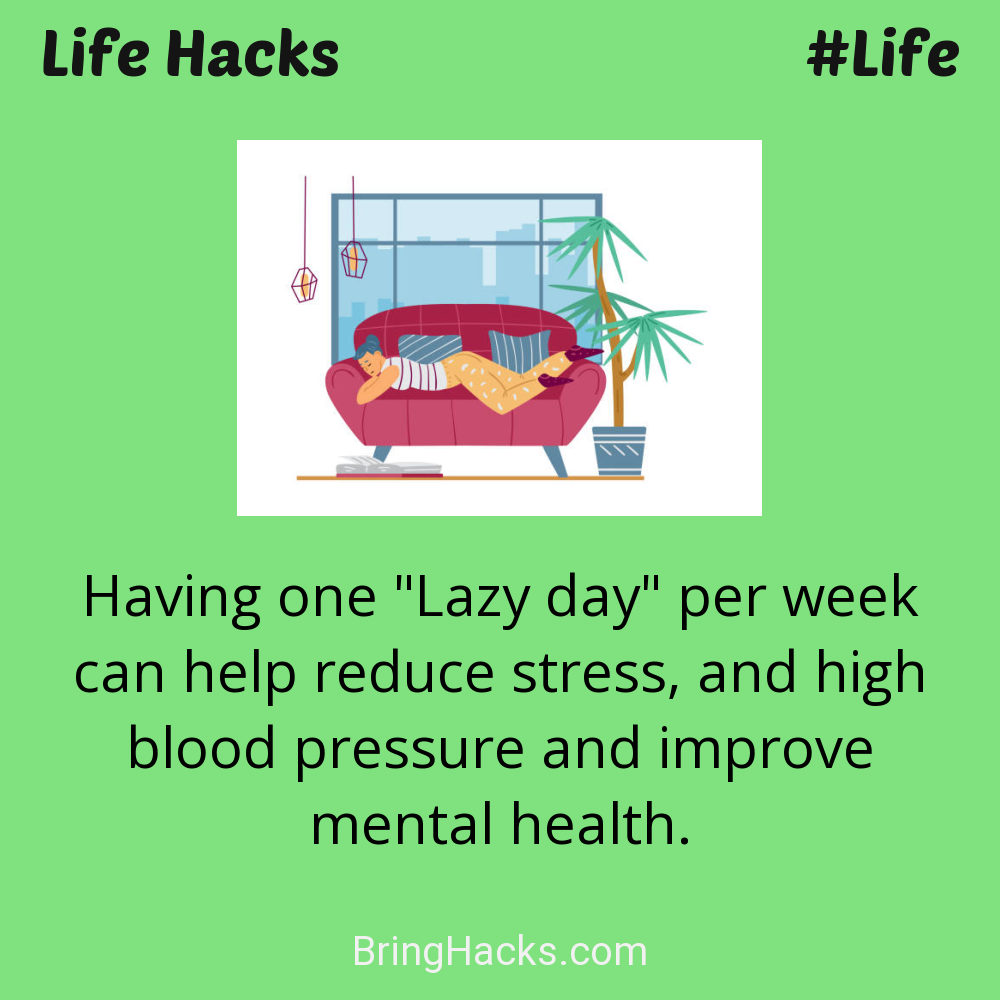 Life Hacks
#Life
Having one "Lazy day" per week
can help reduce stress, and high
blood pressure and improve
mental health.
BringHacks.com